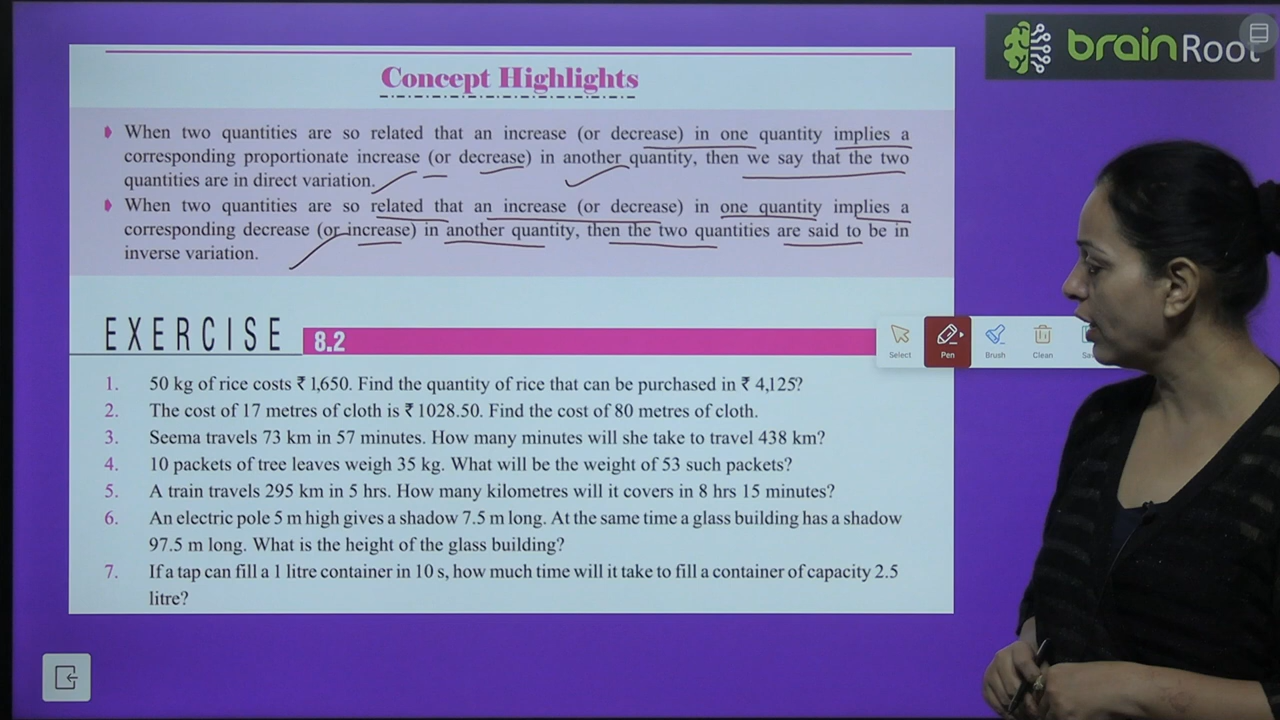 brainRoot
Concept Highlights
When two quantities are so related that an increase (or decrease) in one quantity implies a
corresponding proportionate increase (or decrease) in another quantity, then we say that the two
quantities are in direct variation.
When two quantities are so related that an increase (or decrease) in one quantity implies a
corresponding decrease (or increase) in another quantity, then the two quantities are said to be in
inverse variation.
EXERCISE 8.2
Select Pen Brush Clean
1. 50 kg of rice costs ₹ 1,650. Find the quantity of rice that can be purchased in ₹ 4,125?
2. The cost of 17 metres of cloth is ₹ 1028.50. Find the cost of 80 metres of cloth.
3. Seema travels 73 km in 57 minutes. How many minutes will she take to travel 438 km?
4. 10 packets of tree leaves weigh 35 kg. What will be the weight of 53 such packets?
5. A train travels 295 km in 5 hrs. How many kilometres will it covers in 8 hrs 15 minutes?
6. An electric pole 5 m high gives a shadow 7.5 m long. At the same time a glass building has a shadow
97.5 m long. What is the height of the glass building?
7. If a tap can fill a 1 litre container in 10 s, how much time will it take to fill a container of capacity 2.5
litre?